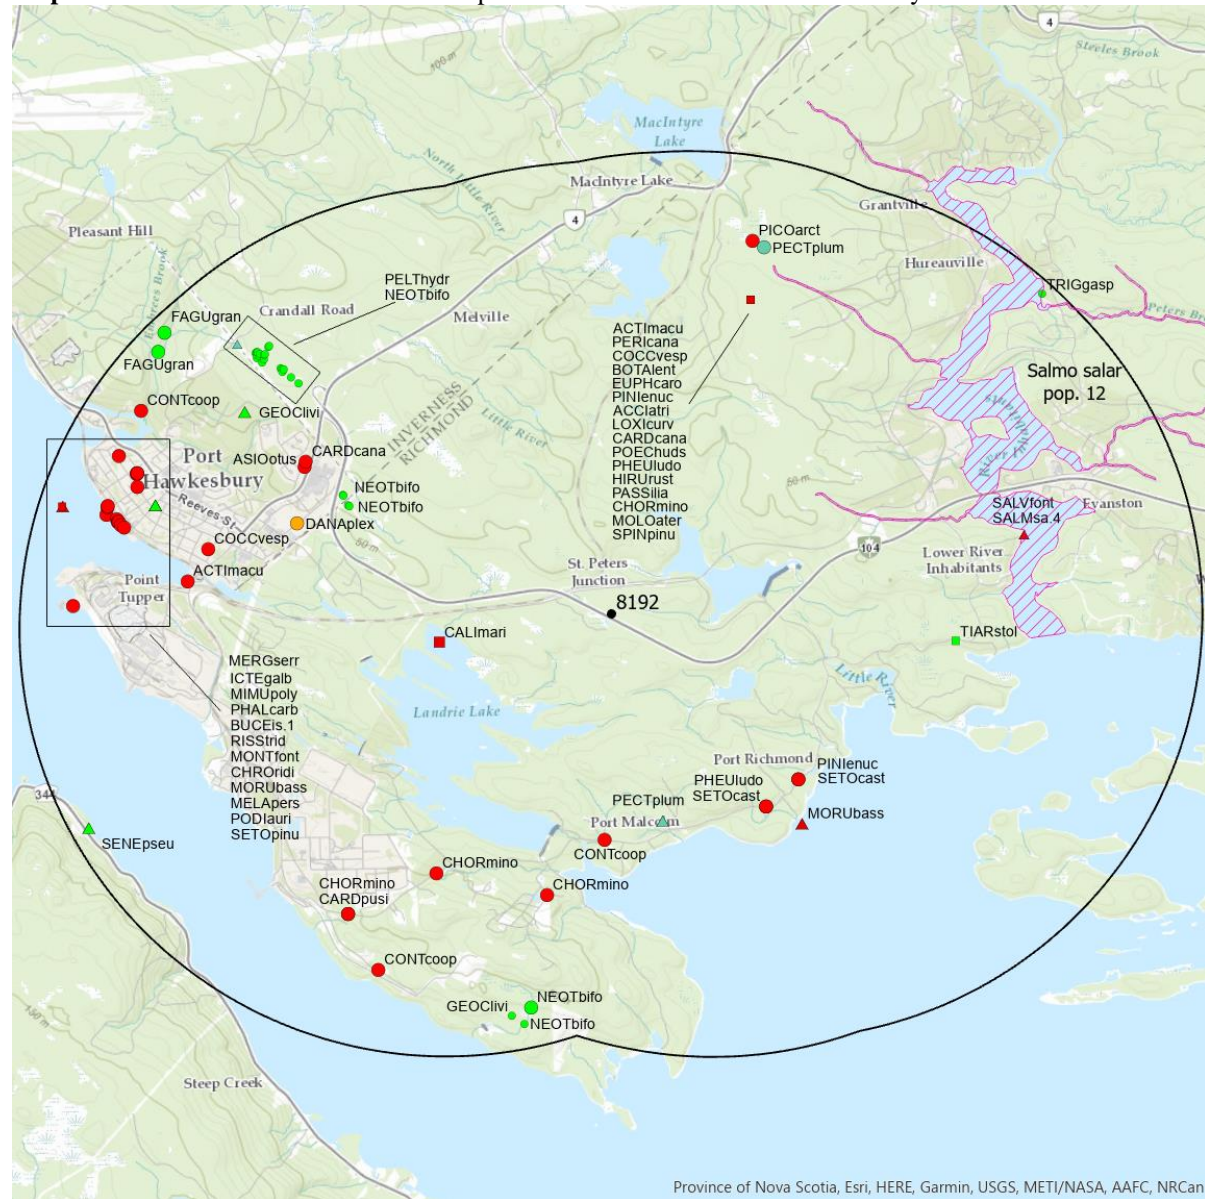 4
Steeles Brook
100 m
MacIntyre
Lake
North Little River
MacIntyre Lake
Grantville
4
Pleasant Hill
PICOarct
PECTplum
Hureauville
PELThydr
NEOTbifo
TRIGgasp
Crandall Road
Melville
FAGUgran
FAGUgran
ACTImacu
PERIcana
COCCvesp
BOTAlent
EUPHcaro
PINIenuc
ACCIatri
LOXIcurv
CARDcana
POEChuds
PHEUludo
HIRUrust
PASSilia
CHORmino
MOLOater
SPINpinu
Salmo salar
pop. 12
CONTcoop
GEOClivi
INVERNESS
RICHMOND
Little River
Port
Hawkesbury
ASIOotus
CARDcana
Reeves-St
NEOTbifo
NEOTbifo
50 m
DANAplex
50 m
Evanston
SALVfont
SALMsa.4
COCCvesp
104
Lower River
Inhabitants
ACTImacu
St. Peters
Junction
Point
Tupper
8192
CALImari
TIARstol
MERGserr
ICTEgalb
MIMUpoly
PHALcarb
BUCEis.1
RISStrid
MONTfont
CHROridi
MORUbass
MELApers
PODIauri
SETOpinu
Little River
Landrie Lake
Port Richmond
PINIenuc
SETOcast
PHEUludo
SETOcast
344
PECTplum
Port Malcolm
MORUbass
SENEpseu
CONTcoop
CHORmino
CHORmino
CARDpusi
CHORmino
CONTcoop
NEOTbifo
GEOClivi
NEOTbifo
150 m
Steep Creek
Province of Nova Scotia, Esri, HERE, Garmin, USGS, METI/NASA, AAFC, NRCan